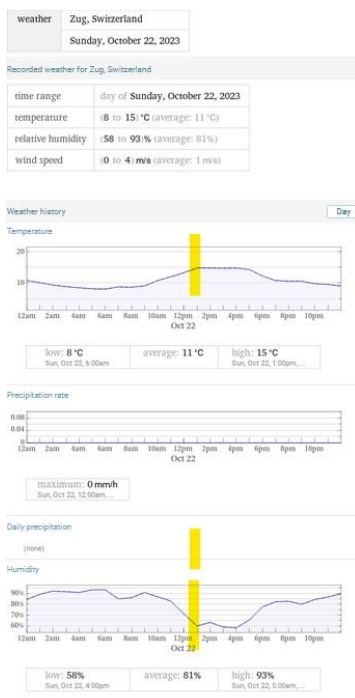 weather Zug, Switzerland
Sunday, October 22, 2023
Recorded weather for Zug, Switzerland
time range day of Sunday, October 22, 2023
temperature (8 to 15) °C (average: 11 °C)
relative humidity (58 to 93)% (average: 81%)
wind speed (0 to 4) m/s (average: 1 m/s)
Weather history Day
Temperature
20
10
12am 2am 4am 6am 8am 10am 12pm 2pm 4pm 6pm 8pm 10pm
Oct 22
low: 8 °C average: 11 °C high: 15 °C
Sun, Oct 22, 6:00am Sun, Oct 22, 1:00pm, ...
Precipitation rate
0.08
0.04
0
12am 2am 4am 6am 8am 10am 12pm 2pm 4pm 6pm 8pm 10pm
Oct 22
maximum: 0 mm/h
Sun, Oct 22, 12:00am, ...
Daily precipitation
(none)
Humidity
90%
80%
70%
60%
12am 2am 4am 6am 8am 10am 12pm 2pm 4pm 6pm 8pm 10pm
Oct 22
low: 58% average: 81% high: 93%
Sun, Oct 22, 4:00pm Sun, Oct 22, 5:00am, ...